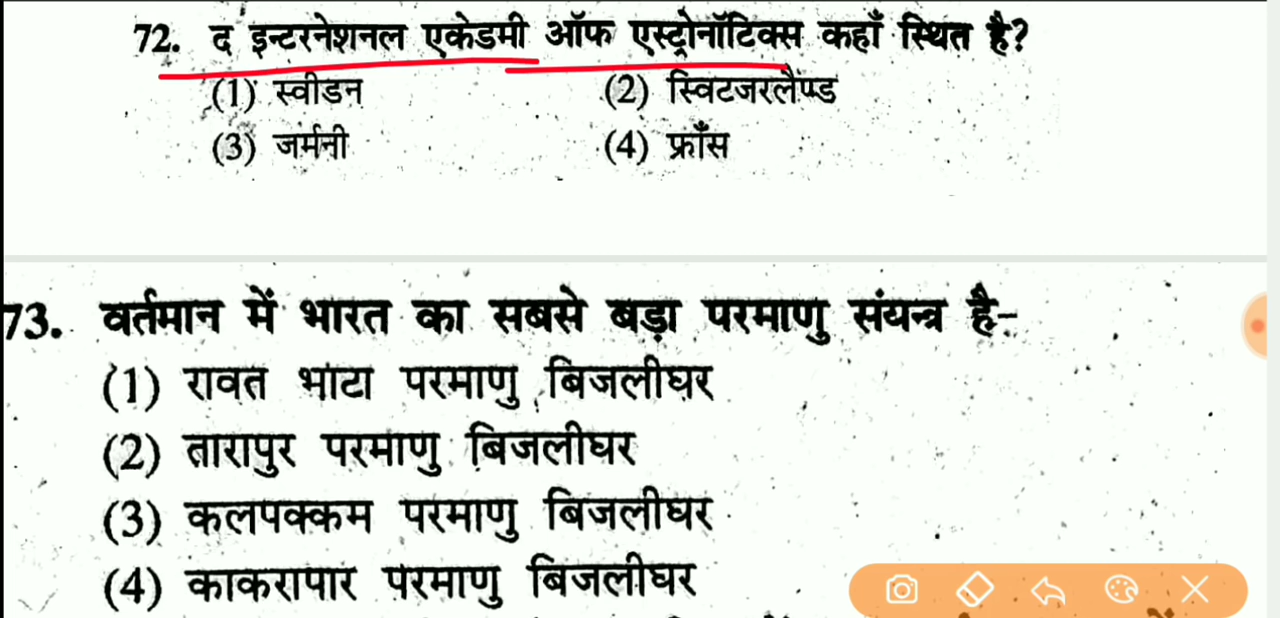 72. द इन्टरनेशनल एकेडमी ऑफ एस्ट्रोनॉटिक्स कहाँ स्थित है?
(1) स्वीडन (2) स्विटजरलैण्ड
(3) जर्मनी (4) फ्राँस
73. वर्तमान में भारत का सबसे बड़ा परमाणु संयन्त्र है-
(1) रावत भाटा परमाणु बिजलीघर
(2) तारापुर परमाणु बिजलीघर
(3) कलपक्कम परमाणु बिजलीघर
(4) काकरापार परमाणु बिजलीघर